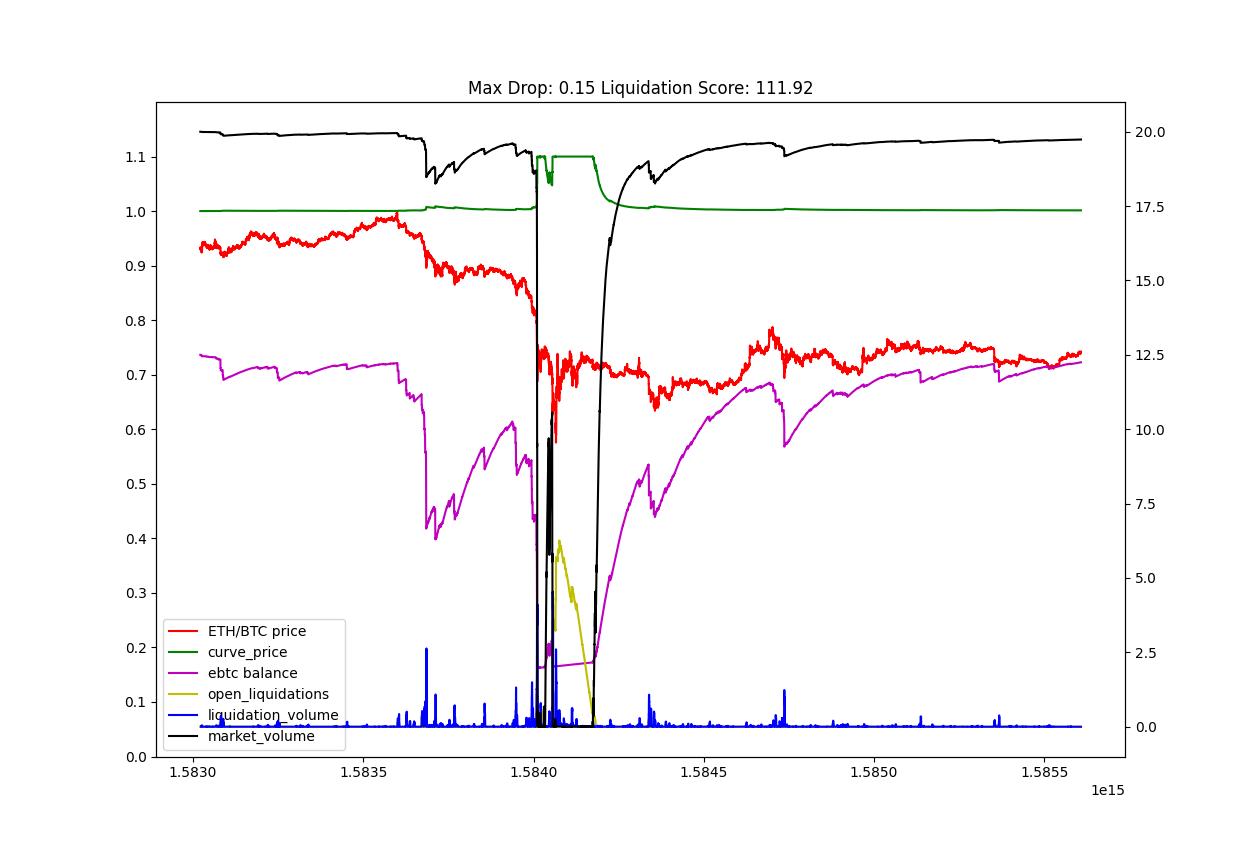 Max Drop: 0.15 Liquidation Score: 111.92
1.1
1.0
0.9
0.8
0.7
0.6
0.5
0.4
0.3
0.2
0.1
0.0
20.0
17.5
15.0
12.5
10.0
7.5
5.0
2.5
0.0
ETH/BTC price
curve_price
ebtc balance
open_liquidations
liquidation_volume
market_volume
1.5830 1.5835 1.5840 1.5845 1.5850 1.5855
1e15